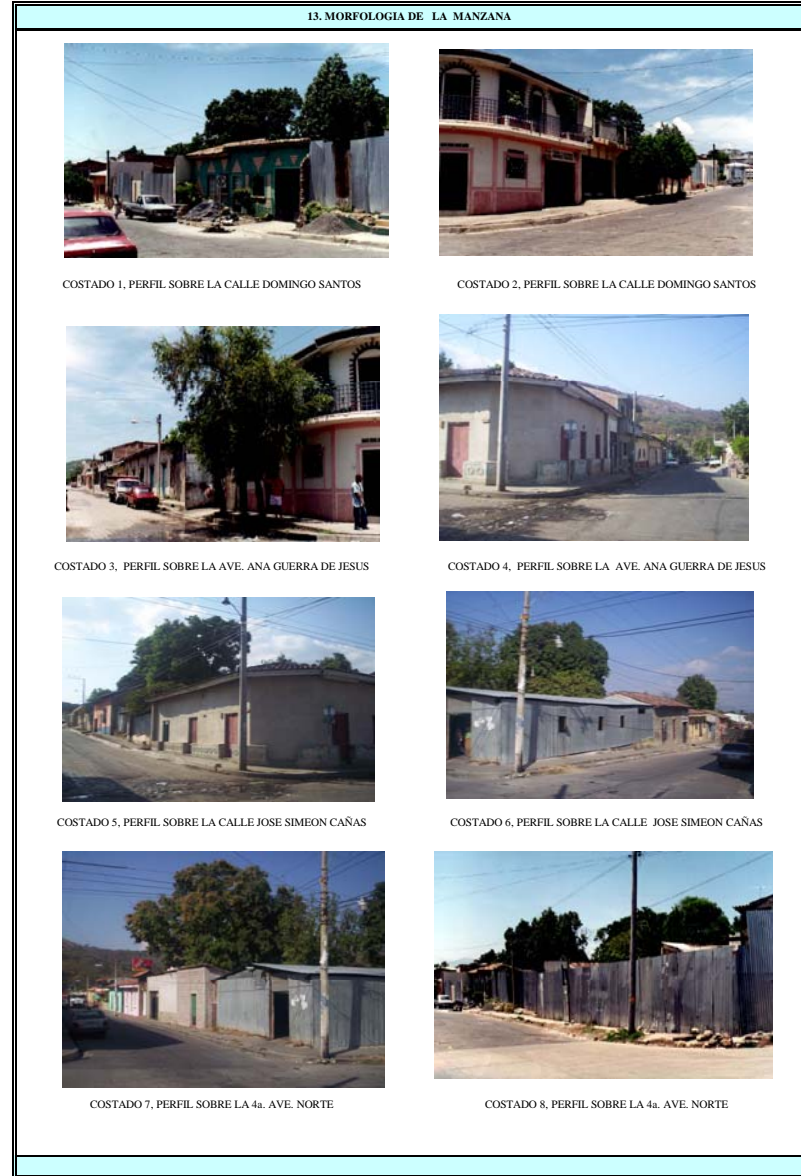 13. MORFOLOGIA DE LA MANZANA
COSTADO 1, PERFIL SOBRE LA CALLE DOMINGO SANTOS
COSTADO 2, PERFIL SOBRE LA CALLE DOMINGO SANTOS
COSTADO 3, PERFIL SOBRE LA AVE. ANA GUERRA DE JESUS
COSTADO 4, PERFIL SOBRE LA AVE. ANA GUERRA DE JESUS
COSTADO 5, PERFIL SOBRE LA CALLE JOSE SIMEON CAÑAS
COSTADO 6, PERFIL SOBRE LA CALLE JOSE SIMEON CAÑAS
COSTADO 7, PERFIL SOBRE LA 4a. AVE. NORTE
COSTADO 8, PERFIL SOBRE LA 4a. AVE. NORTE